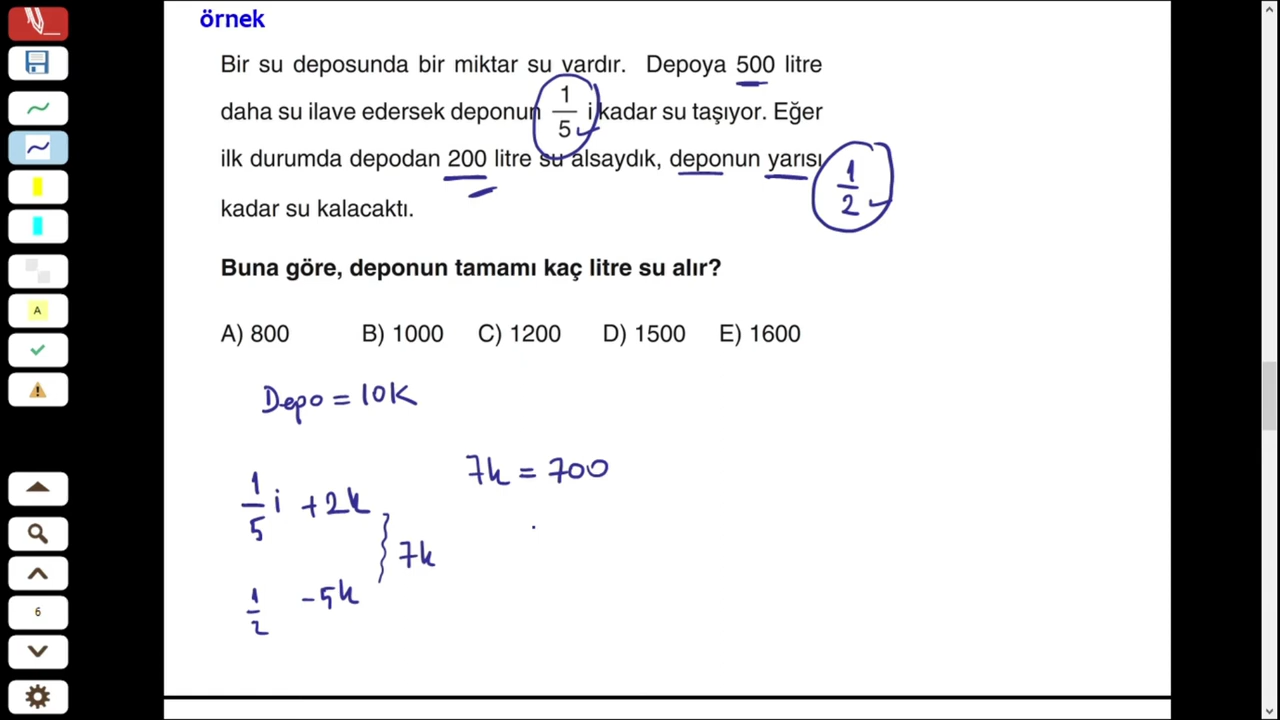 örnek
Bir su deposunda bir miktar su vardır. Depoya 500 litre
daha su ilave edersek deponun 1/5 i kadar su taşıyor. Eğer
ilk durumda depodan 200 litre su alsaydık, deponun yarısı 1/2
kadar su kalacaktı.
Buna göre, deponun tamamı kaç litre su alır?
A) 800 B) 1000 C) 1200 D) 1500 E) 1600
Depo = 10K
7k = 700
1/5 i +2k
} 7k
1/2 -5k
A
6